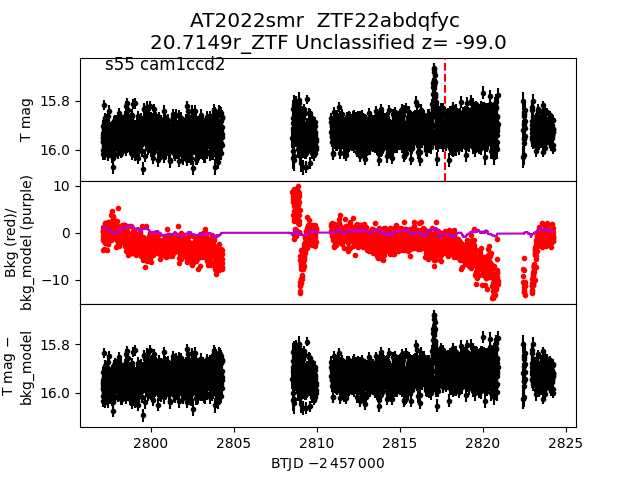 AT2022smr  ZTF22abdqfyc
20.7149r_ZTF Unclassified z= -99.0
s55 cam1ccd2
T mag
15.8
16.0
Bkg (red)/
bkg_model (purple)
10
0
−10
T mag −
bkg_model
15.8
16.0
2800 2805 2810 2815 2820 2825
BTJD −2 457 000